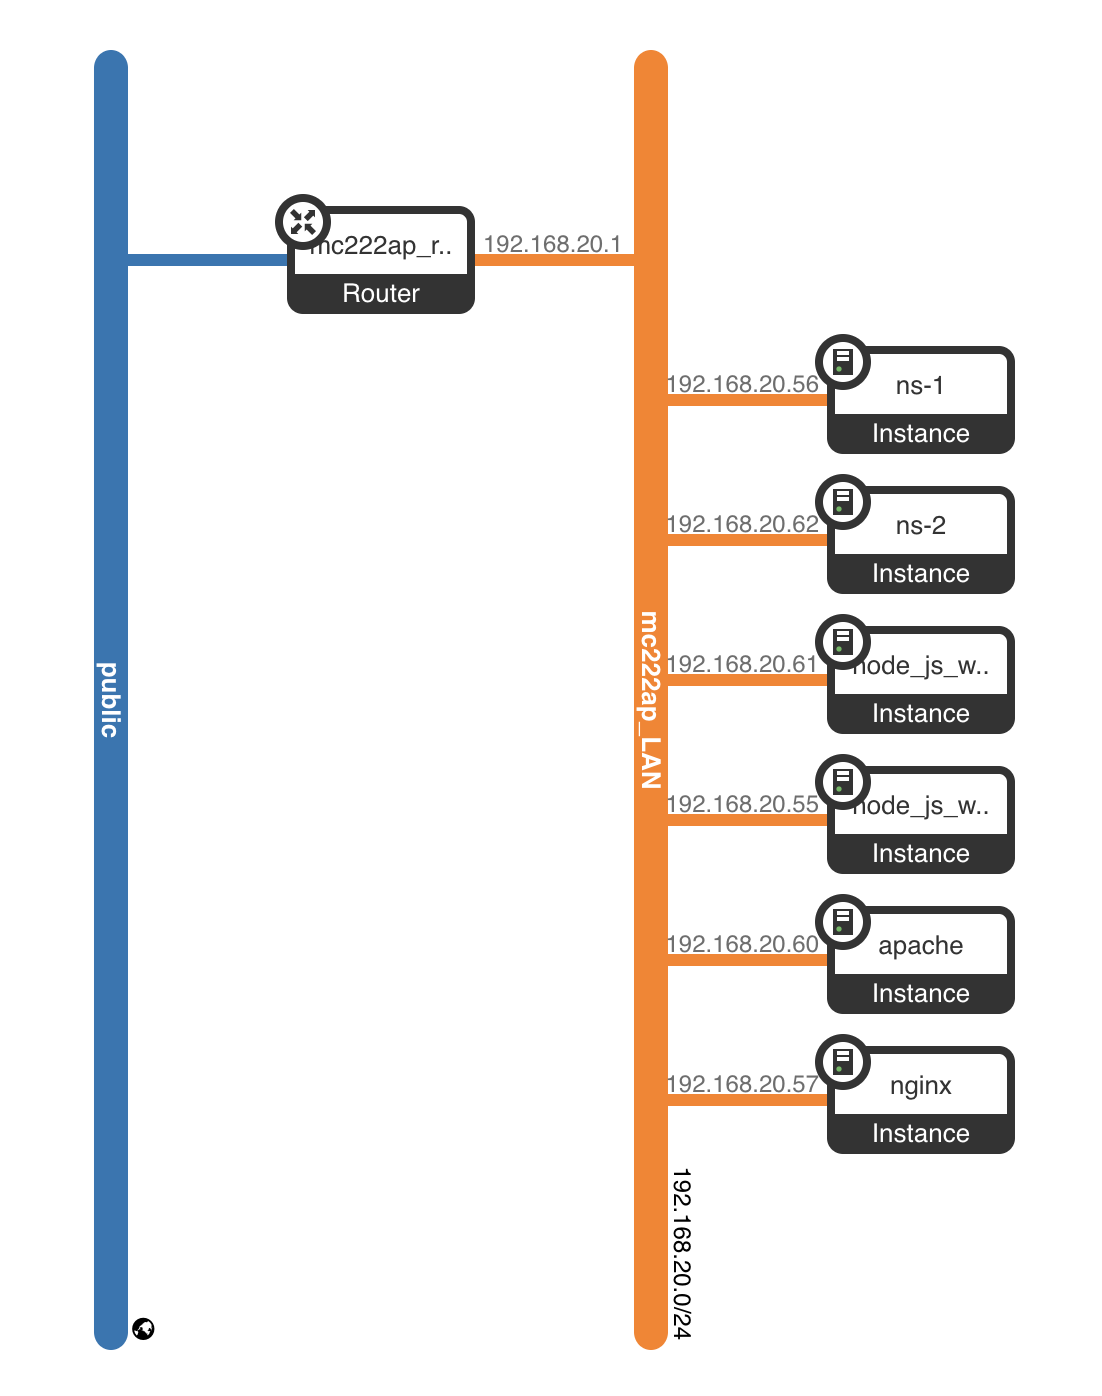 public
mc222ap_r..
Router
192.168.20.1
mc222ap_LAN
192.168.20.0/24
192.168.20.56
ns-1
Instance
192.168.20.62
ns-2
Instance
192.168.20.61
node_js_w..
Instance
192.168.20.55
node_js_w..
Instance
192.168.20.60
apache
Instance
192.168.20.57
nginx
Instance